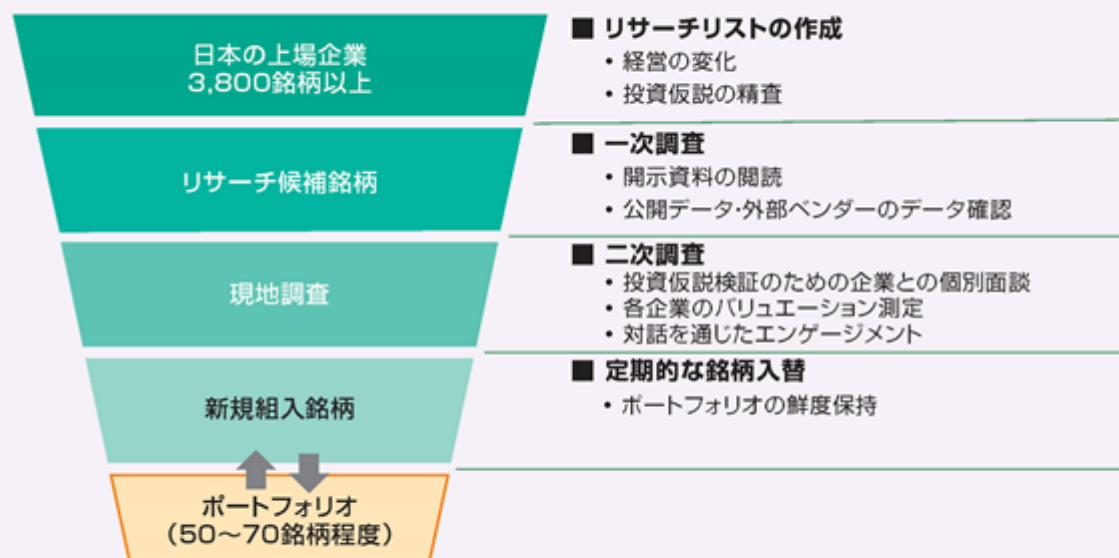 日本の上場企業
3,800銘柄以上
■ リサーチリストの作成
・経営の変化
・投資仮説の精査
リサーチ候補銘柄
■ 一次調査
・開示資料の閲読
・公開データ・外部ベンダーのデータ確認
現地調査
■ 二次調査
・投資仮説検証のための企業との個別面談
・各企業のバリュエーション測定
・対話を通じたエンゲージメント
新規組入銘柄
■ 定期的な銘柄入替
・ポートフォリオの鮮度保持
ポートフォリオ
（50～70銘柄程度）